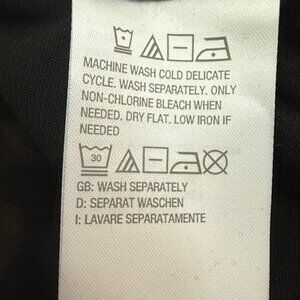 MACHINE WASH COLD DELICATE
CYCLE. WASH SEPARATELY. ONLY
NON-CHLORINE BLEACH WHEN
NEEDED. DRY FLAT. LOW IRON IF
NEEDED
30
GB: WASH SEPARATELY
D: SEPARAT WASCHEN
I: LAVARE SEPARATAMENTE